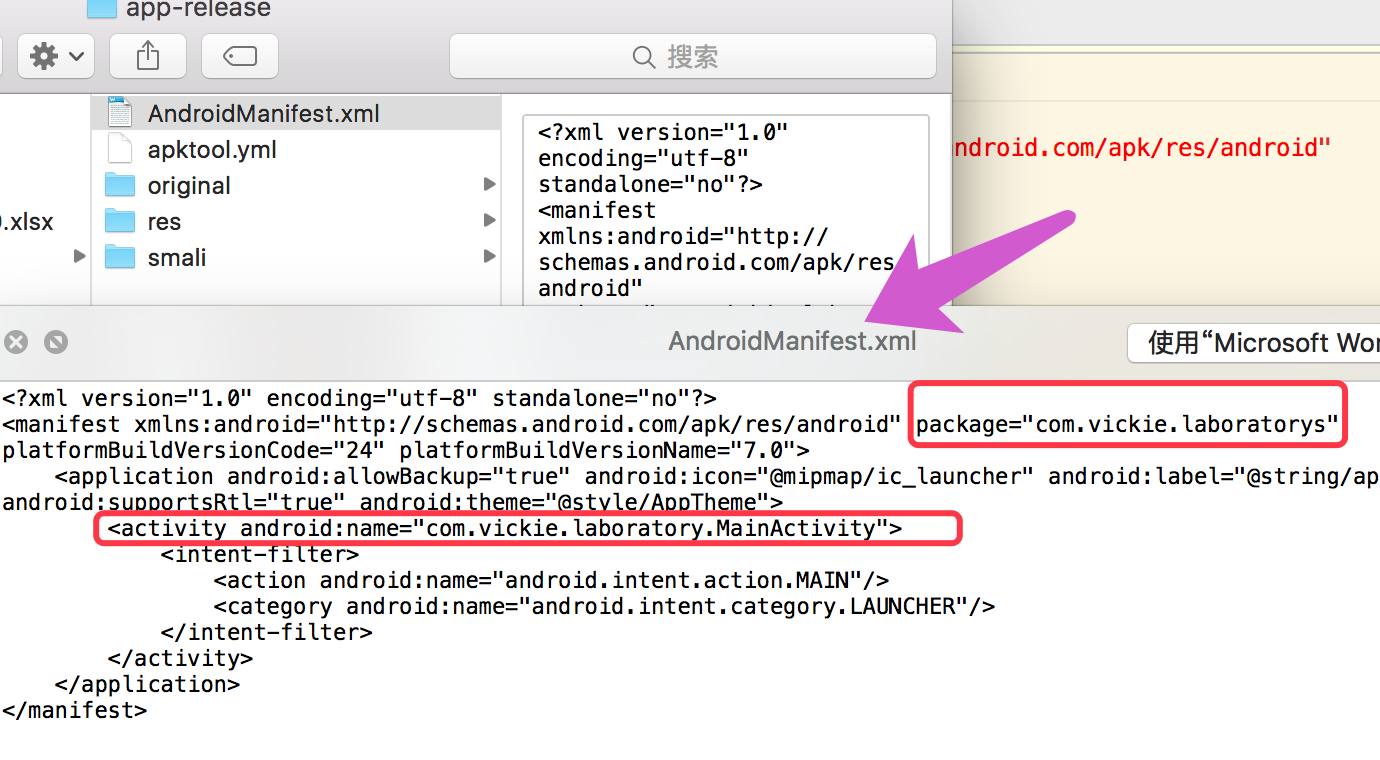 app-release
搜索
.xlsx
AndroidManifest.xml
apktool.yml
original
res
smali
<?xml version="1.0"
encoding="utf-8"
standalone="no"?>
<manifest
xmlns:android="http://
schemas.android.com/apk/res/
android"
ndroid.com/apk/res/android"
AndroidManifest.xml
使用“Microsoft Wor
<?xml version="1.0" encoding="utf-8" standalone="no"?>
<manifest xmlns:android="http://schemas.android.com/apk/res/android" package="com.vickie.laboratorys"
platformBuildVersionCode="24" platformBuildVersionName="7.0">
<application android:allowBackup="true" android:icon="@mipmap/ic_launcher" android:label="@string/ap
android:supportsRtl="true" android:theme="@style/AppTheme">
<activity android:name="com.vickie.laboratory.MainActivity">
<intent-filter>
<action android:name="android.intent.action.MAIN"/>
<category android:name="android.intent.category.LAUNCHER"/>
</intent-filter>
</activity>
</application>
</manifest>